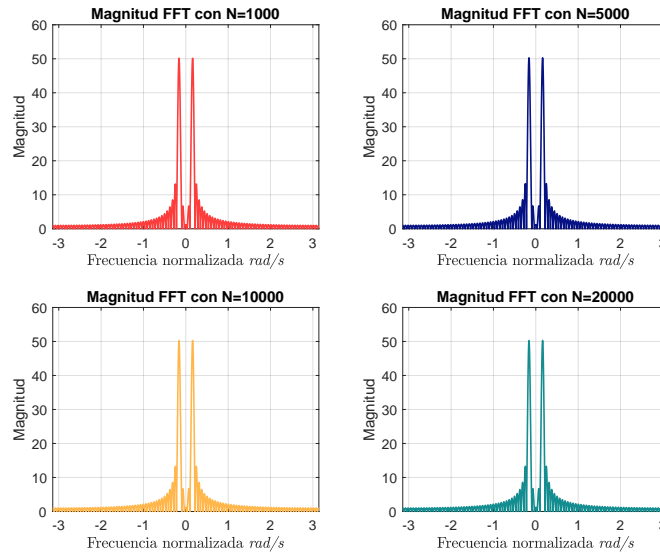 Magnitud FFT con N=1000
60
50
40
30
20
10
0
Magnitud
-3 -2 -1 0 1 2 3
Frecuencia normalizada rad/s
Magnitud FFT con N=5000
60
50
40
30
20
10
0
Magnitud
-3 -2 -1 0 1 2 3
Frecuencia normalizada rad/s
Magnitud FFT con N=10000
60
50
40
30
20
10
0
Magnitud
-3 -2 -1 0 1 2 3
Frecuencia normalizada rad/s
Magnitud FFT con N=20000
60
50
40
30
20
10
0
Magnitud
-3 -2 -1 0 1 2 3
Frecuencia normalizada rad/s